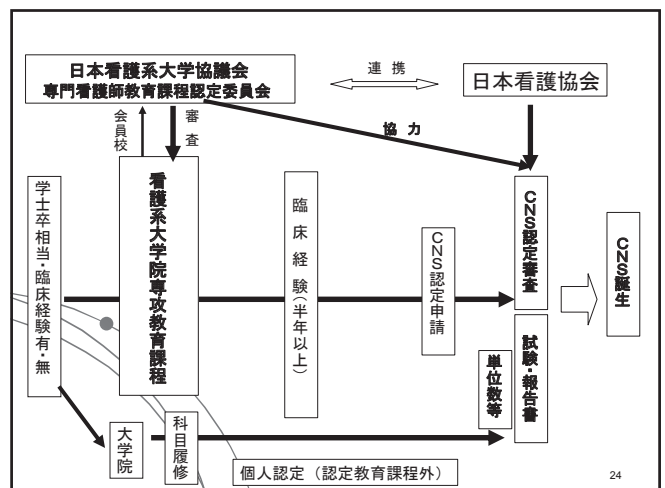 日本看護系大学協議会
専門看護師教育課程認定委員会
連 携
日本看護協会
会員校
審査
協 力
学士卒相当・臨床経験有・無
看護系大学院専攻教育課程
臨 床 経 験(半年以上)
CNS認定申請
CNS認定審査
CNS誕生
試験・報告書
単位数等
大学院
科目履修
個人認定(認定教育課程外)
24